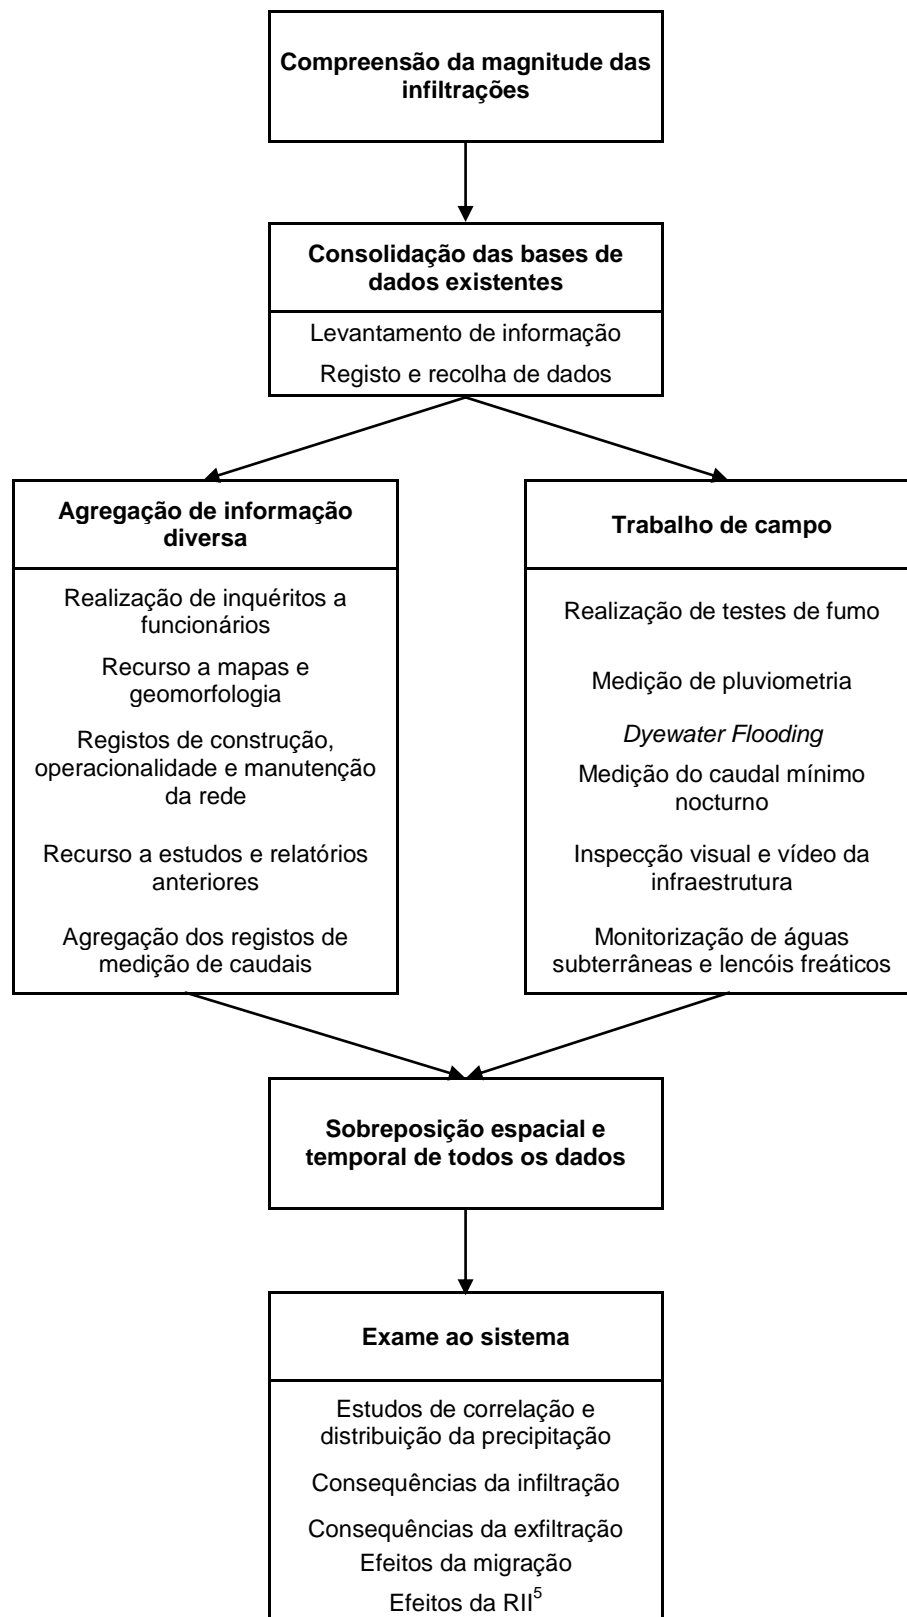 Compreensão da magnitude das
infiltrações
Consolidação das bases de
dados existentes
Levantamento de informação
Registo e recolha de dados
Agregação de informação
diversa
Realização de inquéritos a
funcionários
Recurso a mapas e
geomorfologia
Registos de construção,
operacionalidade e manutenção
da rede
Recurso a estudos e relatórios
anteriores
Agregação dos registos de
medição de caudais
Trabalho de campo
Realização de testes de fumo
Medição de pluviometria
Dyewater Flooding
Medição do caudal mínimo
nocturno
Inspecção visual e vídeo da
infraestrutura
Monitorização de águas
subterrâneas e lencóis freáticos
Sobreposição espacial e
temporal de todos os dados
Exame ao sistema
Estudos de correlação e
distribuição da precipitação
Consequências da infiltração
Consequências da exfiltração
Efeitos da migração
Efeitos da RII⁵